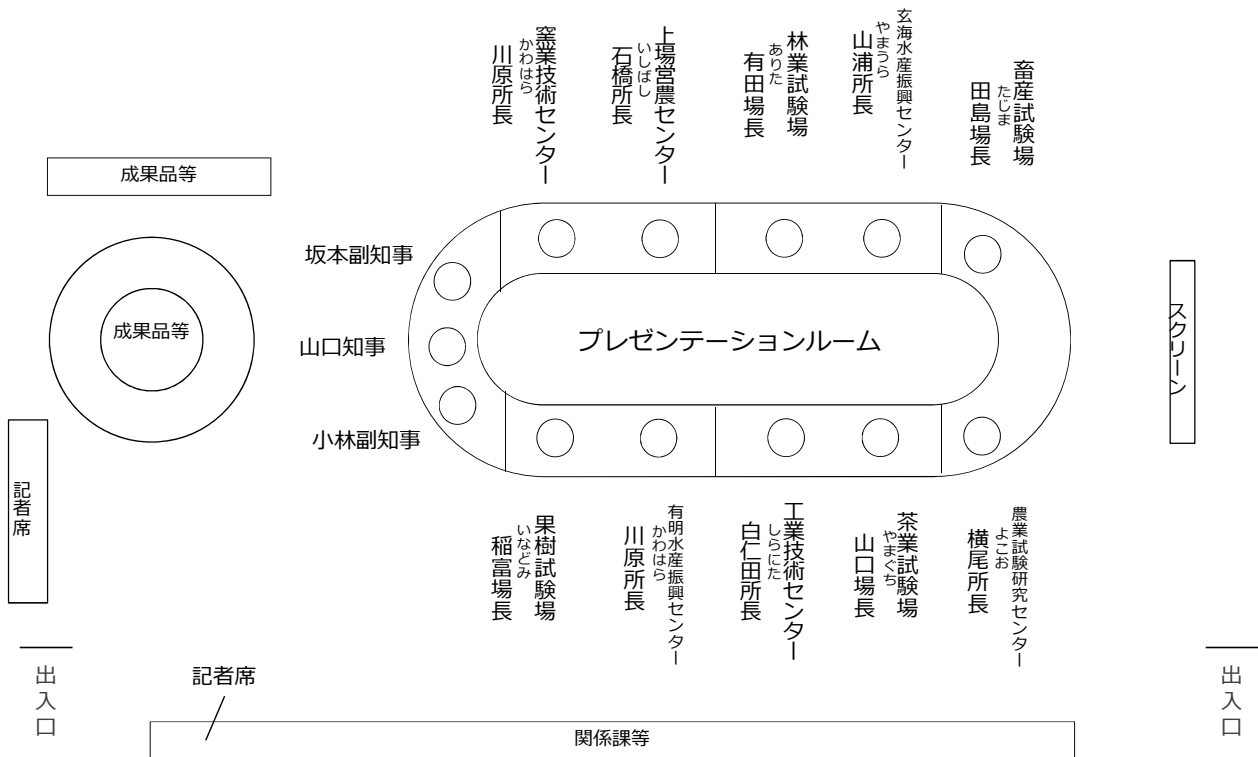 窯業技術センター
かわはら
川原所長
上場営農センター
いしばし
石橋所長
林業試験場
ありた
有田場長
玄海水産振興センター
やまうら
山浦所長
畜産試験場
たじま
田島場長
成果品等
坂本副知事
成果品等
山口知事
プレゼンテーションルーム
スクリーン
小林副知事
記者席
果樹試験場
いなどみ
稲富場長
有明水産振興センター
かわはら
川原所長
工業技術センター
しらにた
白仁田所長
茶業試験場
やまぐち
山口場長
農業試験研究センター
よこお
横尾所長
出入口
記者席
出入口
関係課等